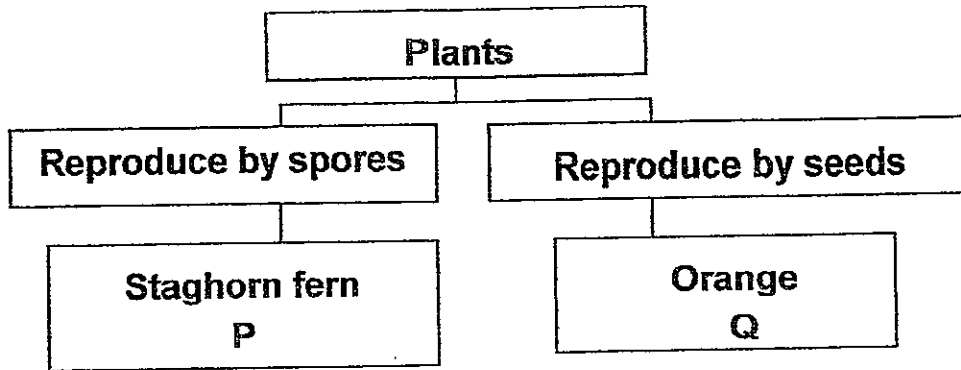 Plants
Reproduce by spores
Reproduce by seeds
Staghorn fern
P
Orange
Q